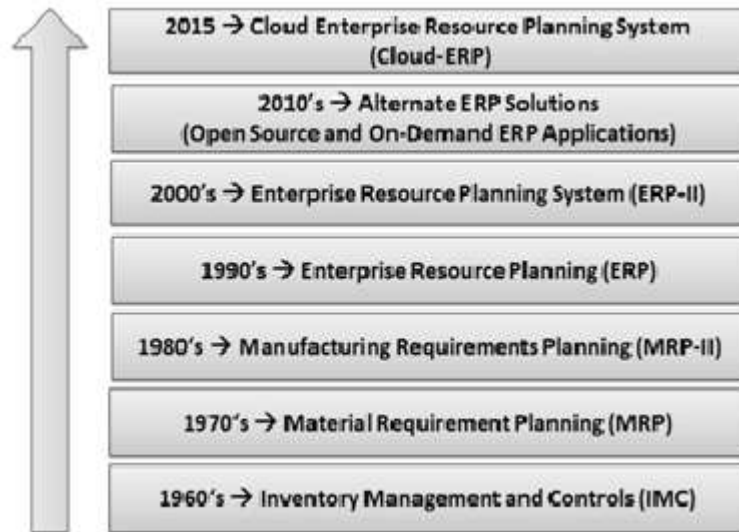 2015 → Cloud Enterprise Resource Planning System
(Cloud-ERP)
2010's → Alternate ERP Solutions
(Open Source and On-Demand ERP Applications)
2000's → Enterprise Resource Planning System (ERP-II)
1990's → Enterprise Resource Planning (ERP)
1980's → Manufacturing Requirements Planning (MRP-II)
1970's → Material Requirement Planning (MRP)
1960's → Inventory Management and Controls (IMC)